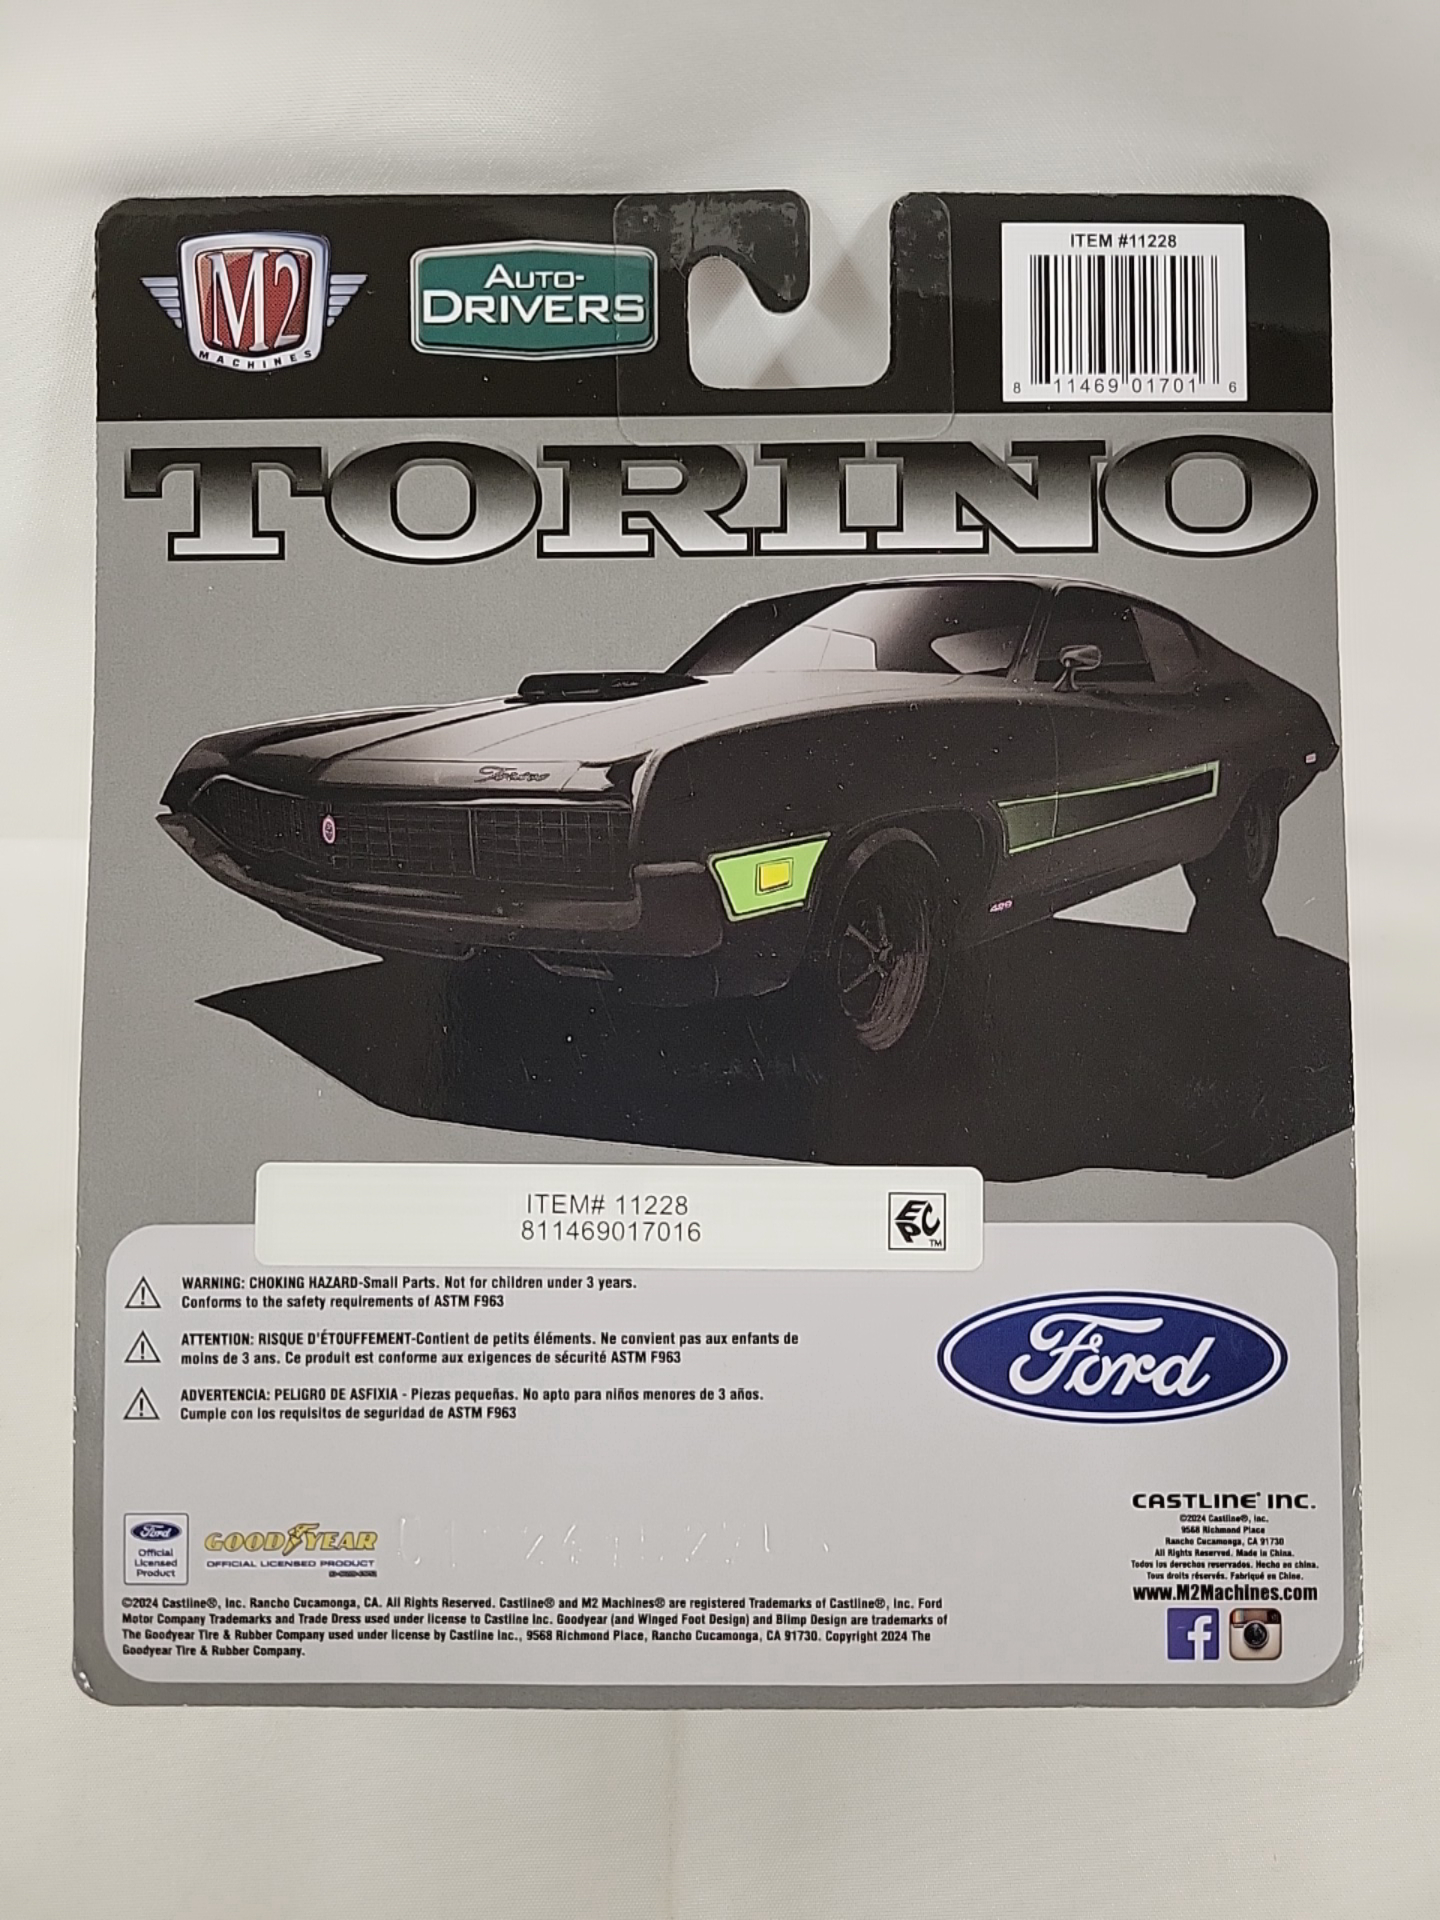 M2
MACHINES
AUTO-
DRIVERS
ITEM #11228
8 11469 01701 6
TORINO
Torino
429
ITEM# 11228
811469017016
EPC
TM
WARNING: CHOKING HAZARD-Small Parts. Not for children under 3 years.
Conforms to the safety requirements of ASTM F963
ATTENTION: RISQUE D'ÉTOUFFEMENT-Contient de petits éléments. Ne convient pas aux enfants de
moins de 3 ans. Ce produit est conforme aux exigences de sécurité ASTM F963
ADVERTENCIA: PELIGRO DE ASFIXIA - Piezas pequeñas. No apto para niños menores de 3 años.
Cumple con los requisitos de seguridad de ASTM F963
Ford
Ford
Official
Licensed
Product
GOODYEAR
OFFICIAL LICENSED PRODUCT
CASTLINE® INC.
©2024 Castline®, Inc.
9568 Richmond Place
Rancho Cucamonga, CA 91730
All Rights Reserved. Made in China.
Todos los derechos reservados. Hecho en china.
Tous droits réservés. Fabriqué en Chine.
www.M2Machines.com
©2024 Castline®, Inc. Rancho Cucamonga, CA. All Rights Reserved. Castline® and M2 Machines® are registered Trademarks of Castline®, Inc. Ford
Motor Company Trademarks and Trade Dress used under license to Castline Inc. Goodyear (and Winged Foot Design) and Blimp Design are trademarks of
The Goodyear Tire & Rubber Company used under license by Castline Inc., 9568 Richmond Place, Rancho Cucamonga, CA 91730. Copyright 2024 The
Goodyear Tire & Rubber Company.